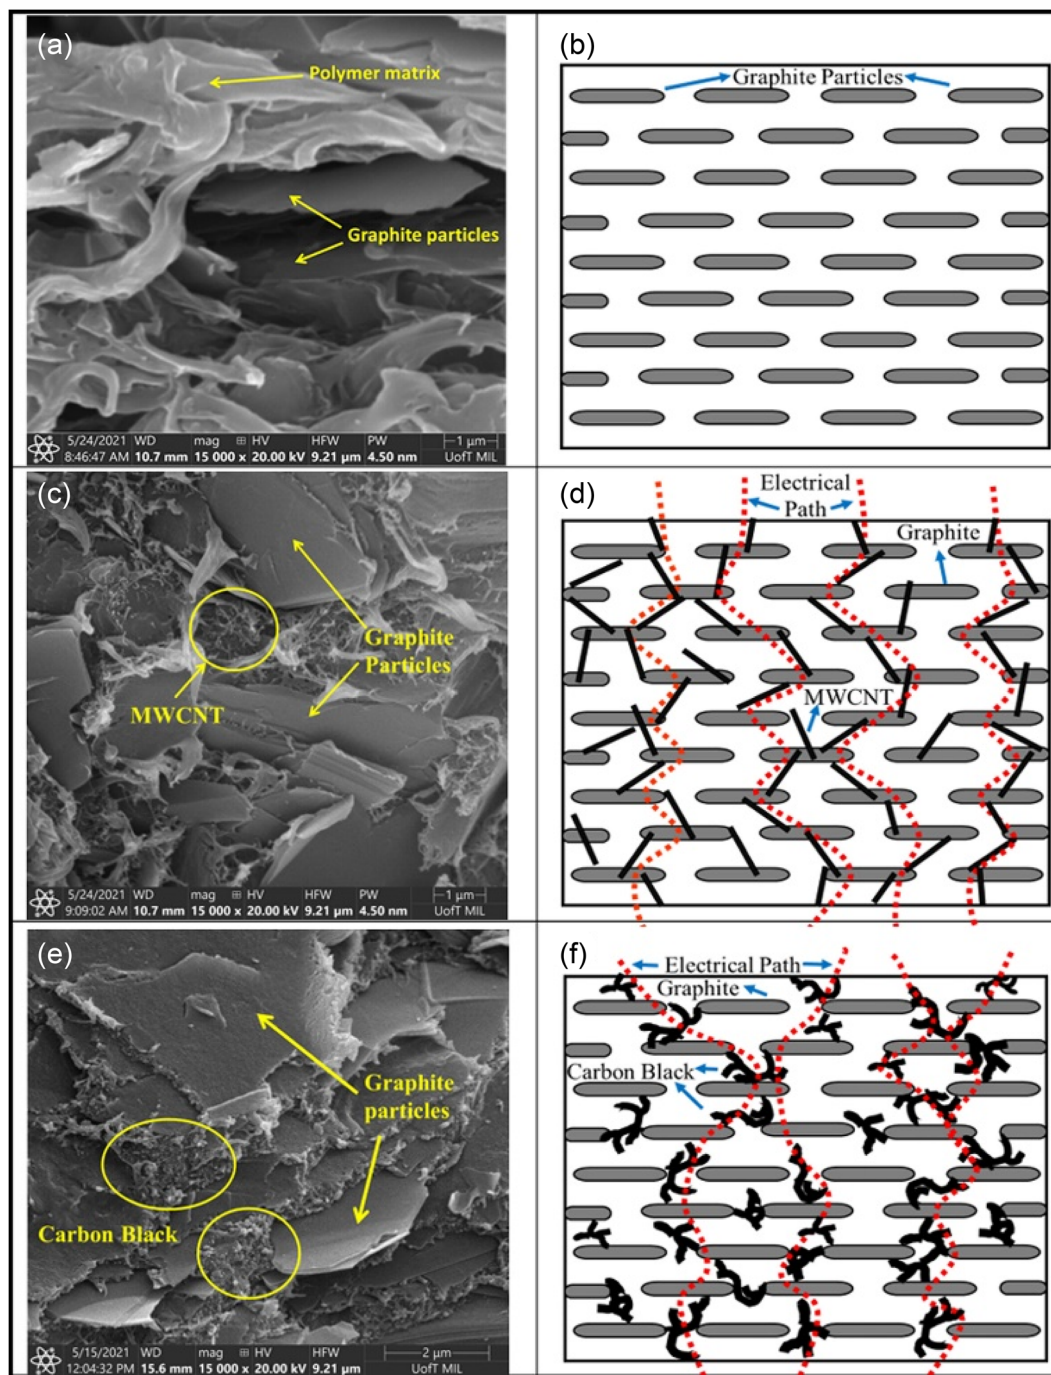 (a)
Polymer matrix
Graphite particles
5/24/2021 WD mag ⊞ HV HFW PW ⊢1 μm⊣
8:46:47 AM 10.7 mm 15 000 x 20.00 kV 9.21 μm 4.50 nm UofT MIL
(b)
Graphite Particles
(c)
Graphite
Particles
MWCNT
5/24/2021 WD mag ⊞ HV HFW PW ⊢1 μm⊣
9:09:02 AM 10.7 mm 15 000 x 20.00 kV 9.21 μm 4.50 nm UofT MIL
(d)
Electrical
Path
Graphite
MWCNT
(e)
Graphite
particles
Carbon Black
5/15/2021 WD mag ⊞ HV HFW 2 μm
12:04:32 PM 15.6 mm 15 000 x 20.00 kV 9.21 μm UofT MIL
(f)
Electrical Path
Graphite
Carbon Black